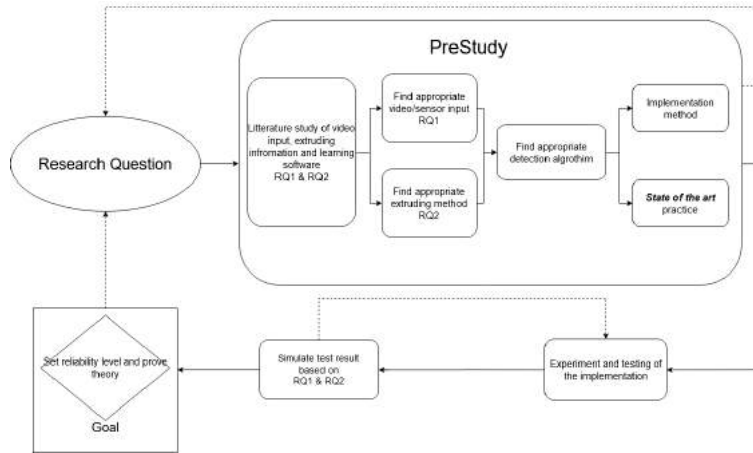 PreStudy
Research Question
Litterature study of video
input, extruding
infromation and learning
software
RQ1 & RQ2
Find appropriate
video/sensor input
RQ1
Find appropriate
extruding method
RQ2
Find appropriate
detection algrothim
Implementation
method
State of the art
practice
Set reliability level and prove
theory
Goal
Simulate test result
based on
RQ1 & RQ2
Experiment and testing of
the implementation